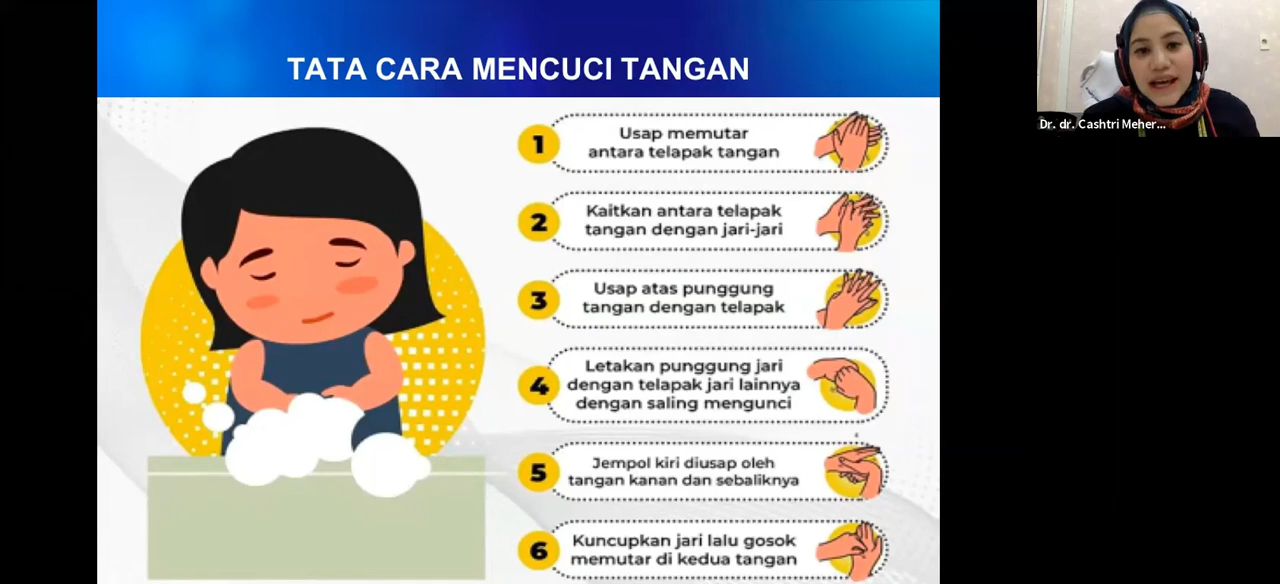 TATA CARA MENCUCI TANGAN
1
Usap memutar
antara telapak tangan
2
Kaitkan antara telapak
tangan dengan jari-jari
3
Usap atas punggung
tangan dengan telapak
4
Letakan punggung jari
dengan telapak jari lainnya
dengan saling mengunci
5
Jempol kiri diusap oleh
tangan kanan dan sebaliknya
6
Kuncupkan jari lalu gosok
memutar di kedua tangan
Dr. dr. Cashtri Meher...